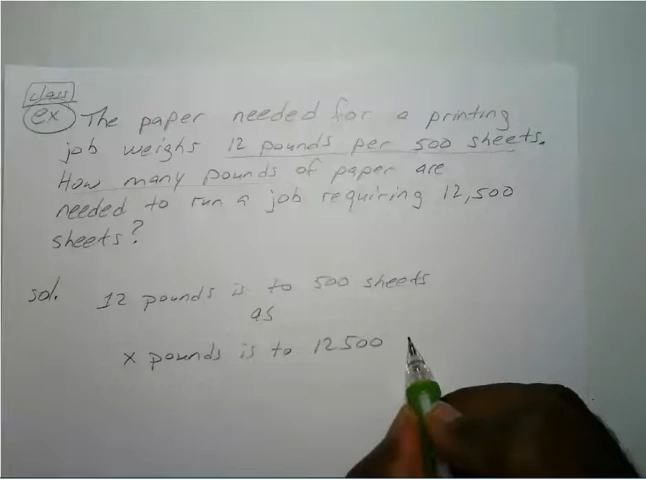 class
ex The paper needed for a printing
job weighs 12 pounds per 500 sheets.
How many pounds of paper are
needed to run a job requiring 12,500
sheets?
sol. 12 pounds is to 500 sheets
as
x pounds is to 12500